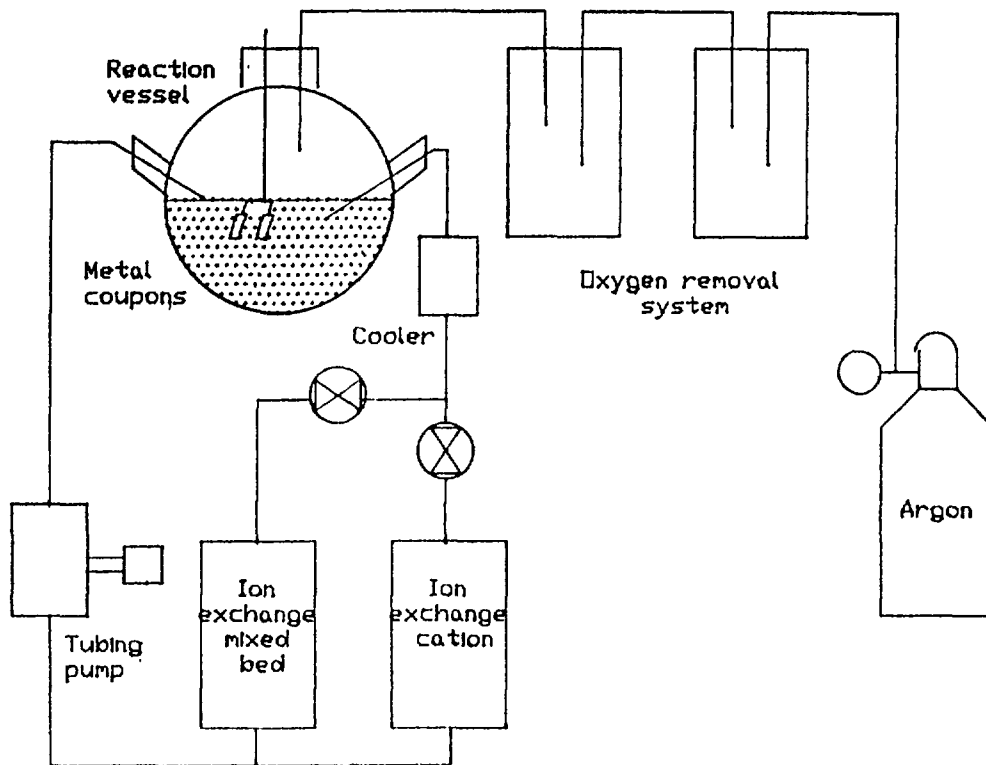 Reaction
vessel
Metal
coupons
Cooler
Oxygen removal
system
Argon
Tubing
pump
Ion
exchange
mixed
bed
Ion
exchange
cation